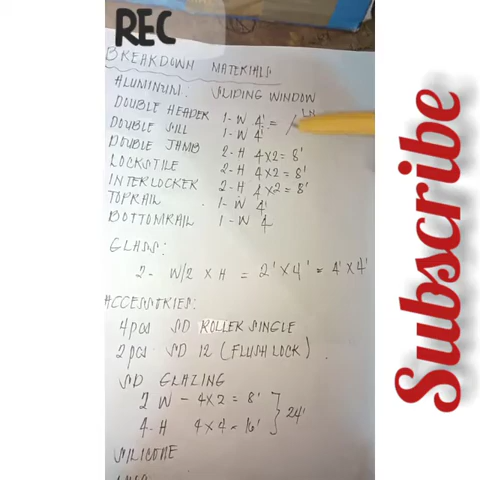 REC
BREAKDOWN MATERIALS
ALUMINUM: SLIDING WINDOW
DOUBLE HEADER 1-W 4' =
DOUBLE SILL 1-W 4'
DOUBLE JAMB 2-H 4x2=8'
LOCKSTILE 2-H 4x2=8'
INTERLOCKER 2-H 4x2=8'
TOPRAIL 1-W 4'
BOTTOMRAIL 1-W 4
GLASS:
2- W/2 X H = 2' X 4' = 4' X 4'
ACCESSORIES:
4pcs SD ROLLER SINGLE
2pcs SD 12 (FLUSH LOCK)
SD GLAZING
2 W - 4X2 = 8'
4-H 4X4=16' ] 24'
SILICONE
Subscribe